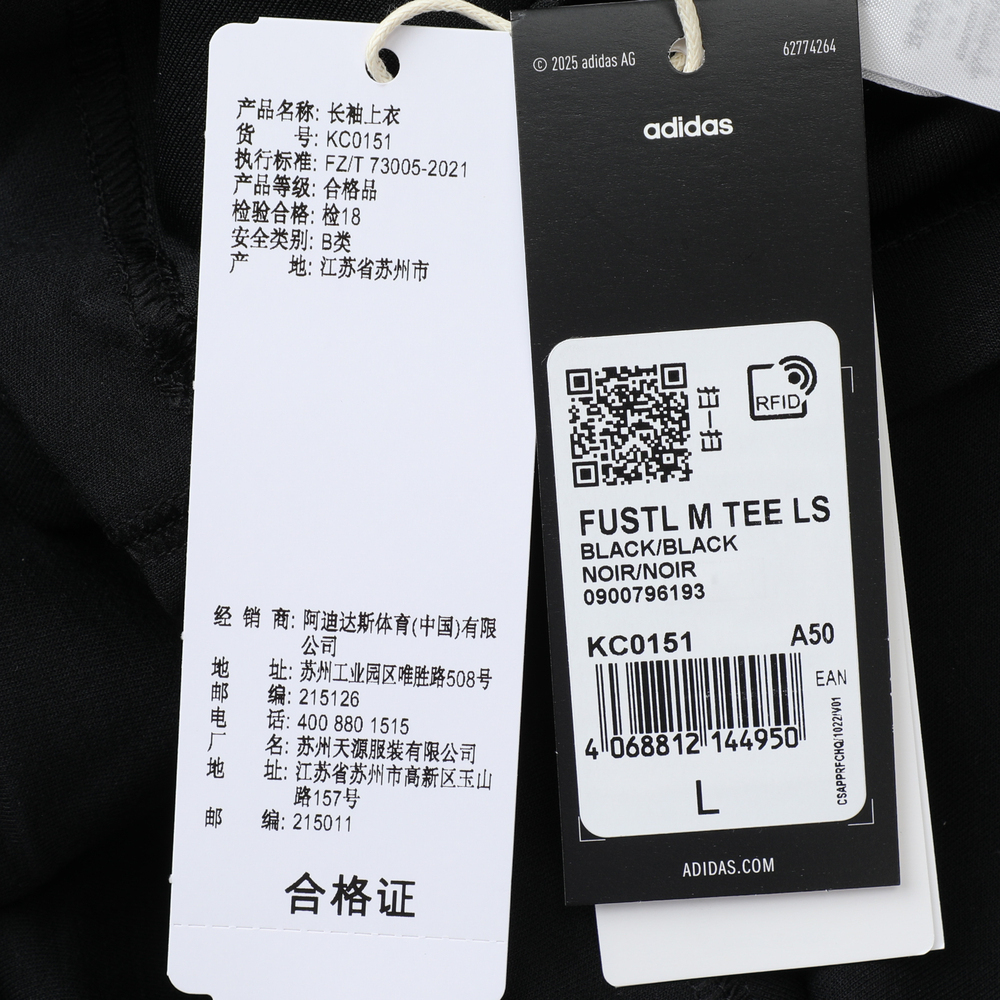 产品名称: 长袖上衣
货 号: KC0151
执行标准: FZ/T 73005-2021
产品等级: 合格品
检验合格: 检18
安全类别: B类
产 地: 江苏省苏州市
经 销 商: 阿迪达斯体育(中国)有限
公司
地 址: 苏州工业园区唯胜路508号
邮 编: 215126
电 话: 400 880 1515
厂 名: 苏州天源服装有限公司
地 址: 江苏省苏州市高新区玉山
路157号
邮 编: 215011
合格证
© 2025 adidas AG
62774264
adidas
RFID
FUSTL M TEE LS
BLACK/BLACK
NOIR/NOIR
0900796193
KC0151 A50
EAN
4 068812 144950
CSAPPRFCHQ/1022/V01
L
ADIDAS.COM